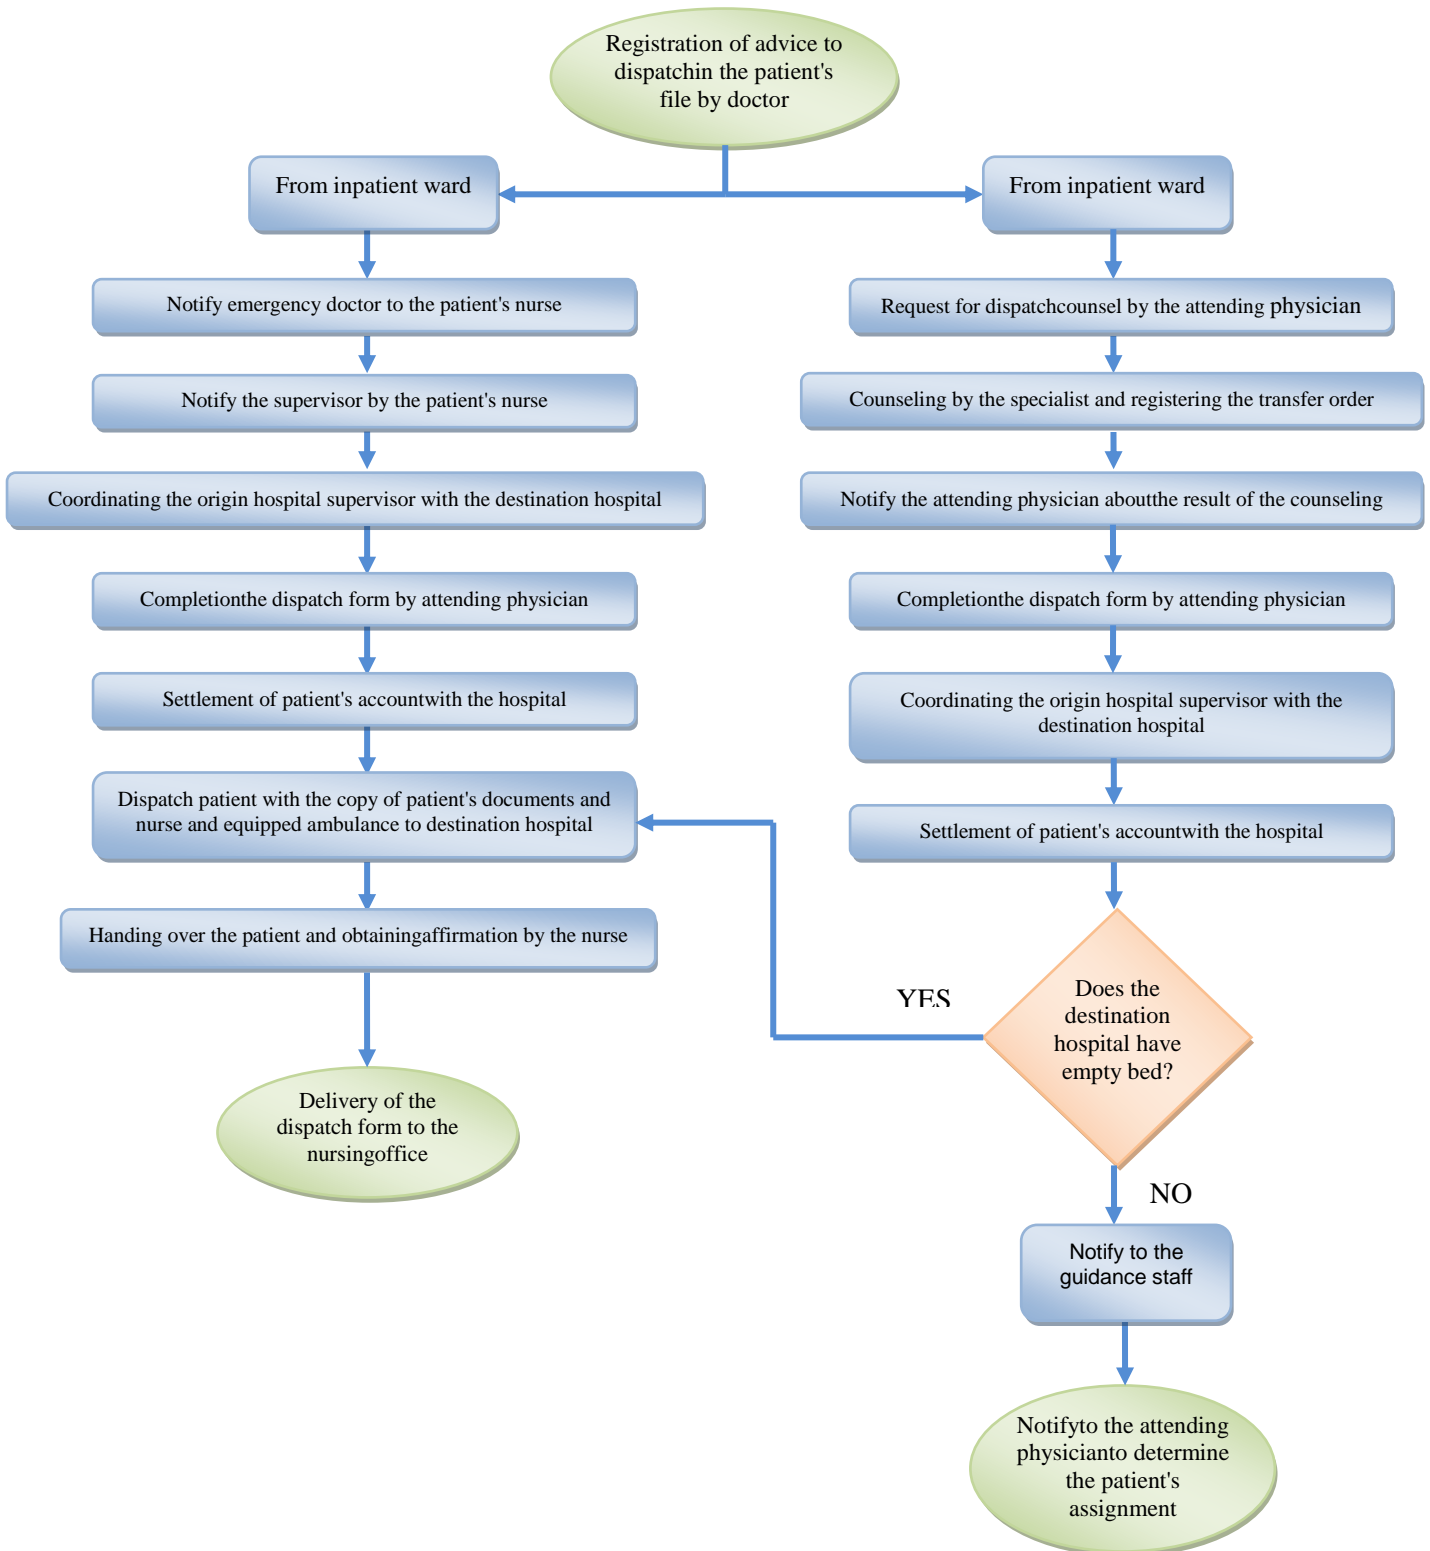 Registration of advice to
dispatchin the patient's
file by doctor
From inpatient ward
Notify emergency doctor to the patient's nurse
Notify the supervisor by the patient's nurse
Coordinating the origin hospital supervisor with the destination hospital
Completionthe dispatch form by attending physician
Settlement of patient's accountwith the hospital
Dispatch patient with the copy of patient's documents and
nurse and equipped ambulance to destination hospital
Handing over the patient and obtainingaffirmation by the nurse
Delivery of the
dispatch form to the
nursingoffice
From inpatient ward
Request for dispatchcounsel by the attending physician
Counseling by the specialist and registering the transfer order
Notify the attending physician aboutthe result of the counseling
Completionthe dispatch form by attending physician
Coordinating the origin hospital supervisor with the
destination hospital
Settlement of patient's accountwith the hospital
Does the
destination
hospital have
empty bed?
YES
NO
Notify to the
guidance staff
Notifyto the attending
physicianto determine
the patient's
assignment